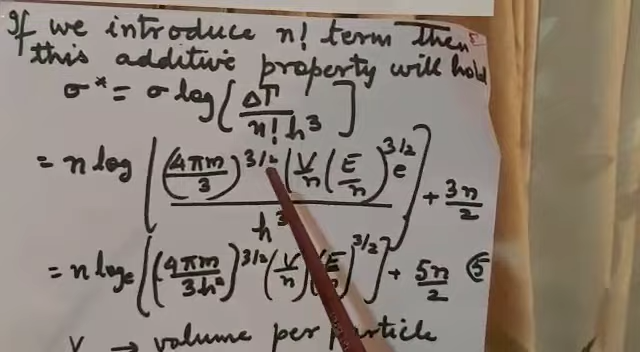 If we introduce n! term then
this additive property will hold
σ* = σ log [ ΔΓ / n! h³ ]
= n log [ (4πm/3)^3/2 (V/n (E/n)^3/2 e / h³ ] + 3n/2
= n logₑ [ (4πm/3h²)^3/2 (V/n) (E/n)^3/2 ] + 5n/2 ⑤
V → volume per particle